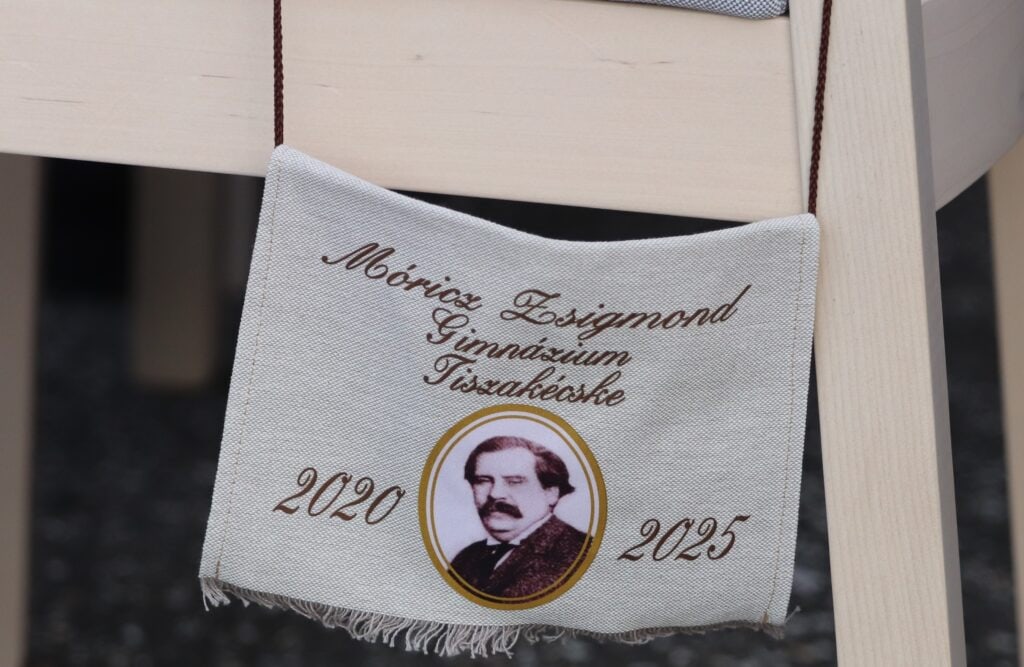 Móricz Zsigmond
Gimnázium
Tiszakécske
2020
2025